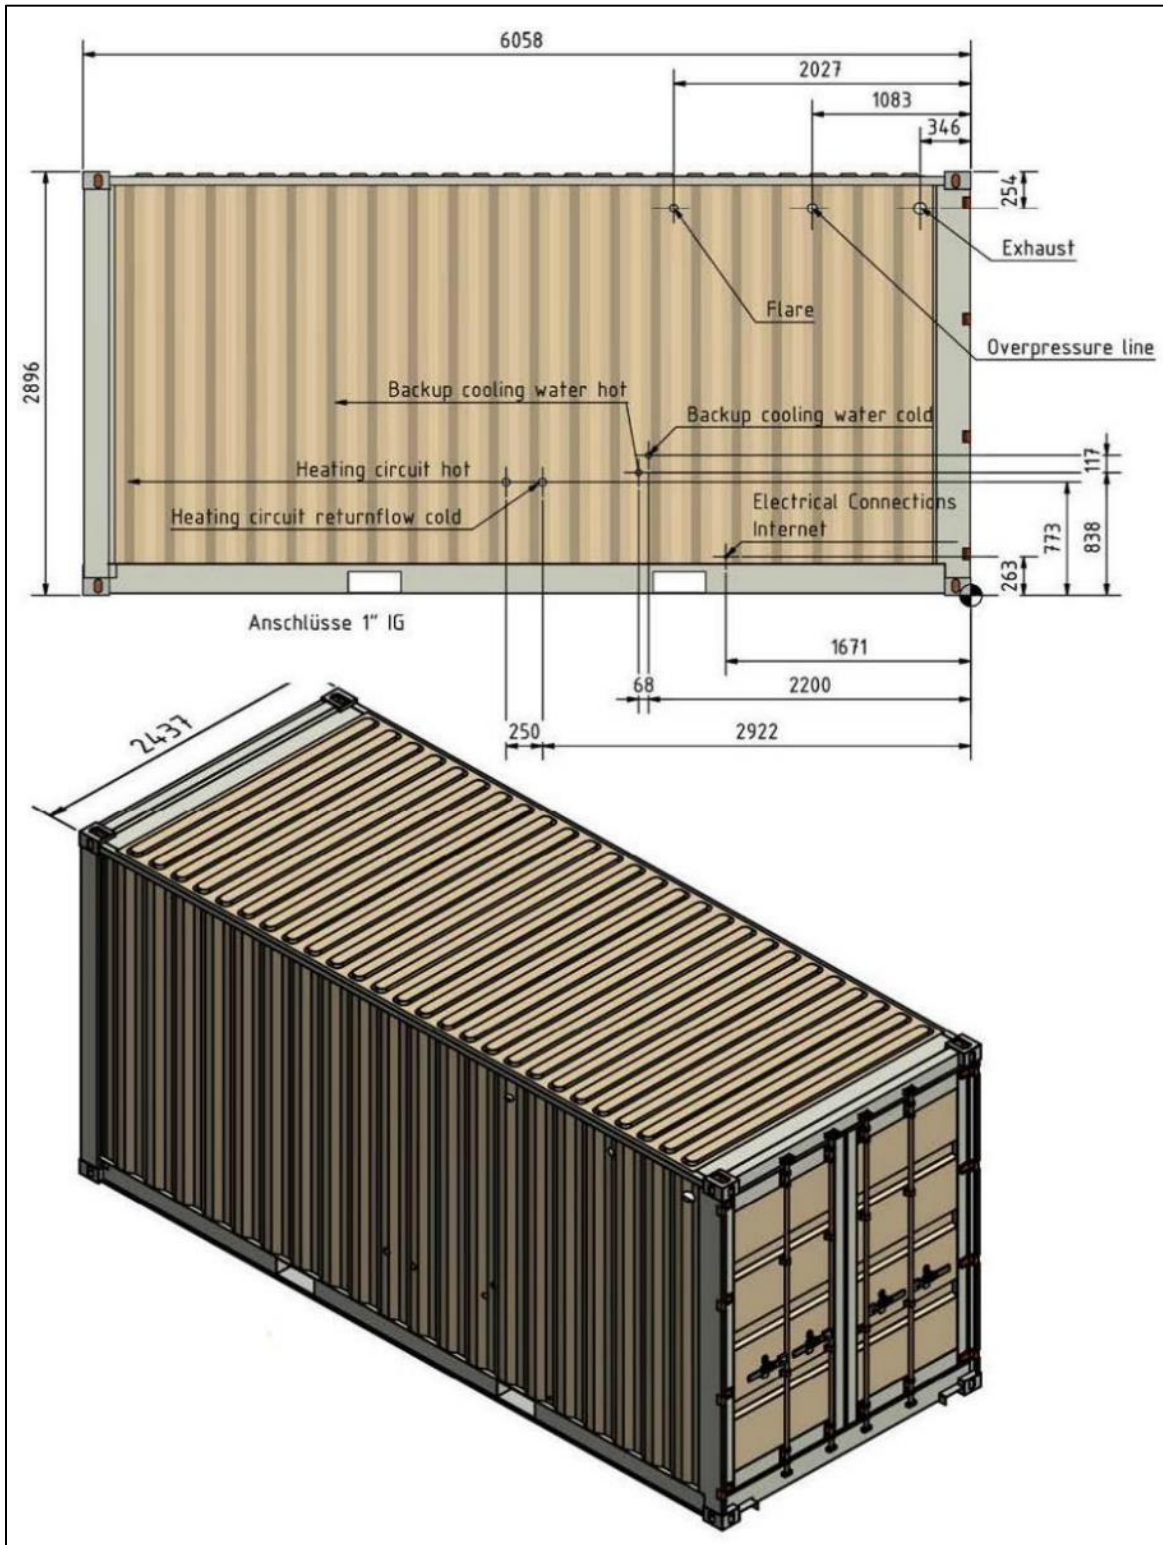 6058
2027
1083
346
254
Exhaust
Flare
Overpressure line
2896
Backup cooling water hot
Backup cooling water cold
117
Heating circuit hot
Electrical Connections
Internet
Heating circuit returnflow cold
773
838
263
Anschlüsse 1" IG
1671
68
2200
250
2922
2437